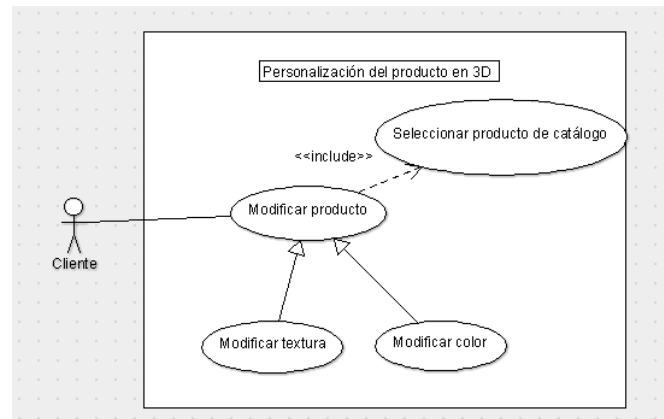 Personalización del producto en 3D
Seleccionar producto de catálogo
<<include>>
Modificar producto
Cliente
Modificar textura
Modificar color